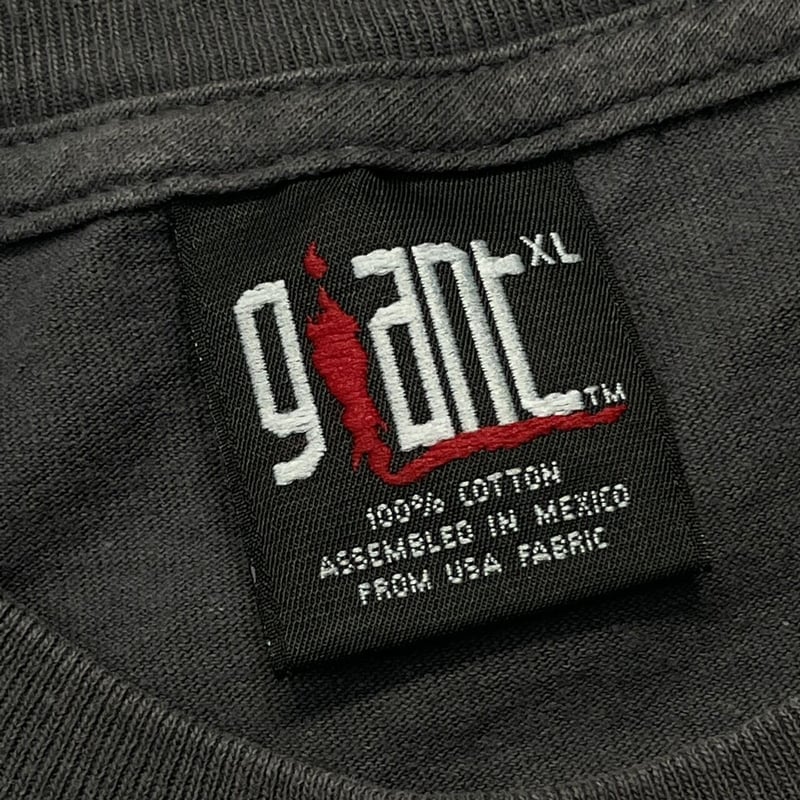 giant XL
TM
100% COTTON
ASSEMBLED IN MEXICO
FROM USA FABRIC